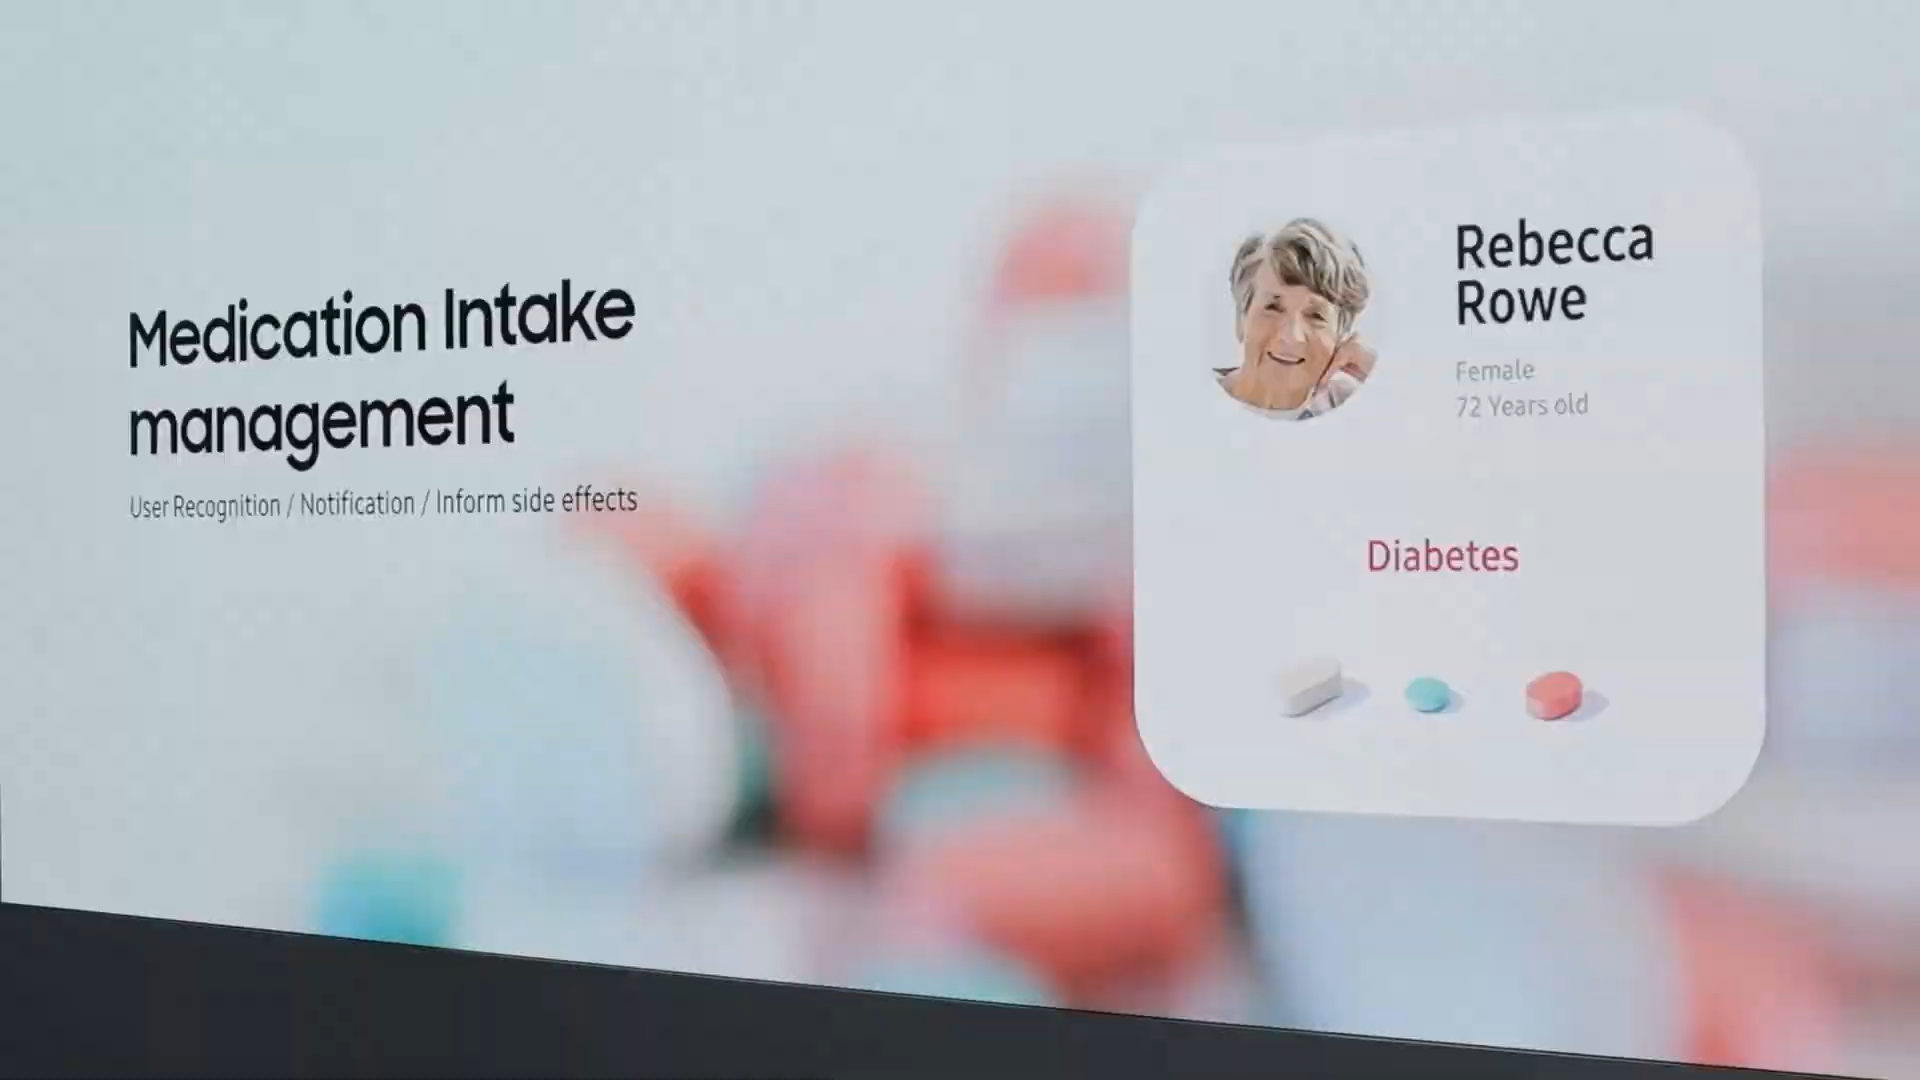 Medication Intake
management
User Recognition / Notification / Inform side effects
Rebecca
Rowe
Female
72 Years old
Diabetes